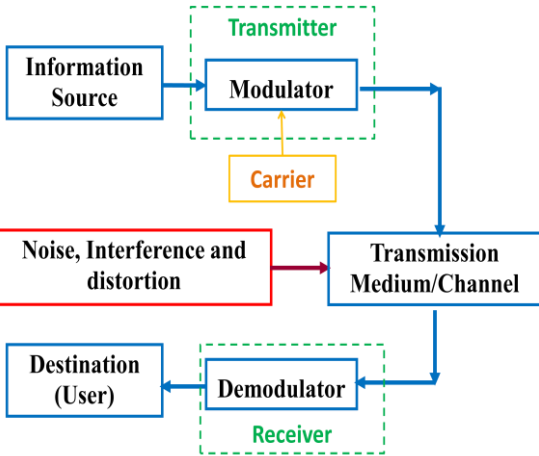 Transmitter
Information
Source
Modulator
Carrier
Noise, Interference and
distortion
Transmission
Medium/Channel
Destination
(User)
Demodulator
Receiver